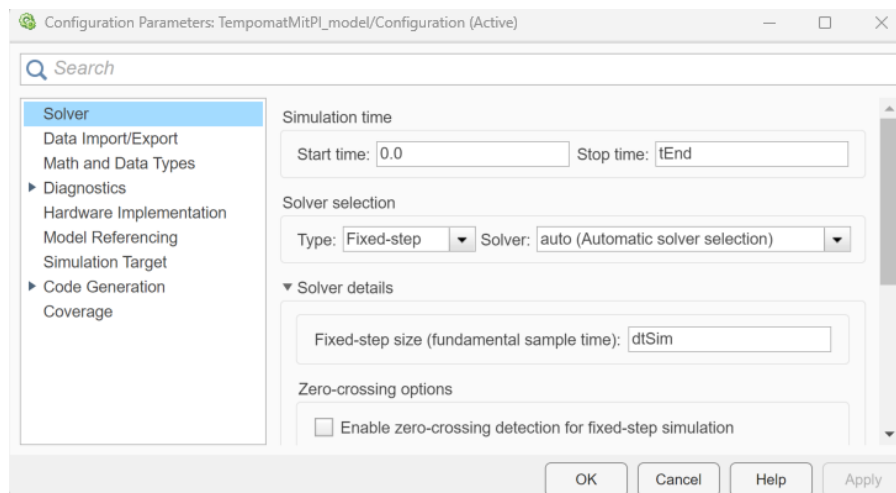 Configuration Parameters: TempomatMitPI_model/Configuration (Active)
Search
Solver
Data Import/Export
Math and Data Types
Diagnostics
Hardware Implementation
Model Referencing
Simulation Target
Code Generation
Coverage
Simulation time
Start time: 0.0 Stop time: tEnd
Solver selection
Type: Fixed-step Solver: auto (Automatic solver selection)
Solver details
Fixed-step size (fundamental sample time): dtSim
Zero-crossing options
Enable zero-crossing detection for fixed-step simulation
OK Cancel Help Apply